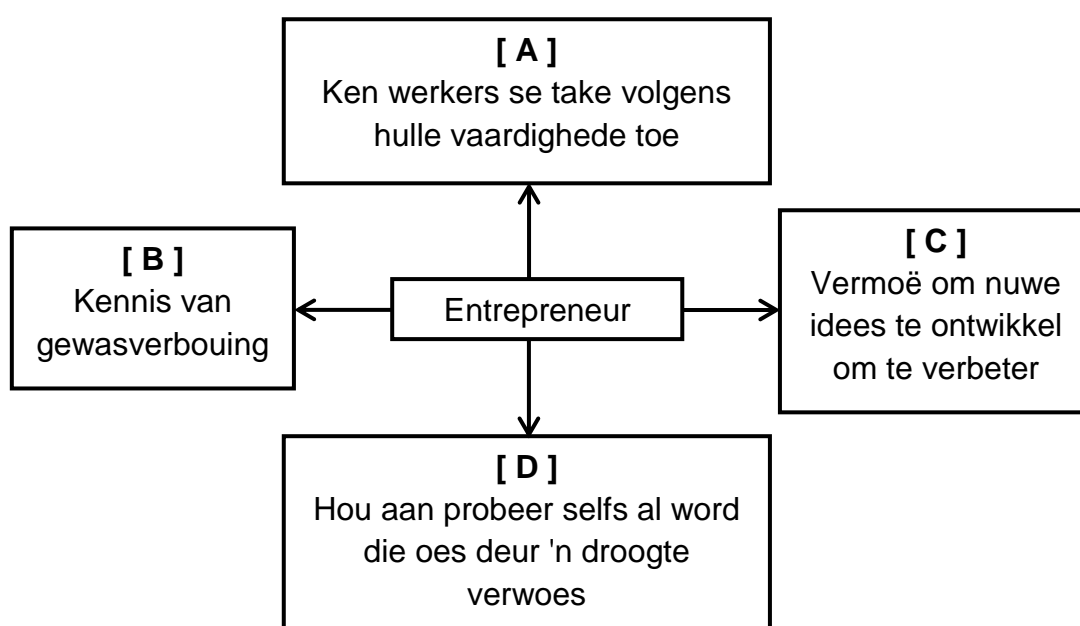 [ A ]
Ken werkers se take volgens
hulle vaardighede toe
[ B ]
Kennis van
gewasverbouing
Entrepreneur
[ C ]
Vermoë om nuwe
idees te ontwikkel
om te verbeter
[ D ]
Hou aan probeer selfs al word
die oes deur 'n droogte
verwoes